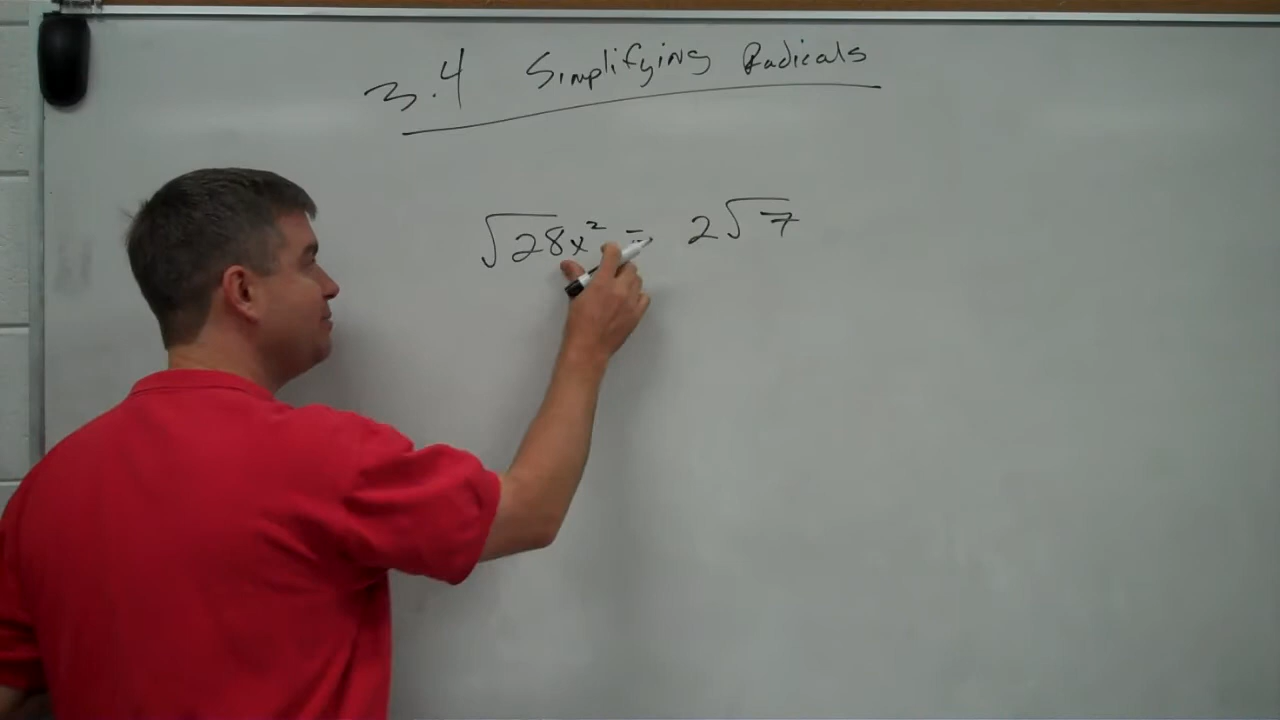 3.4 Simplifying Radicals
√28x² = 2√7